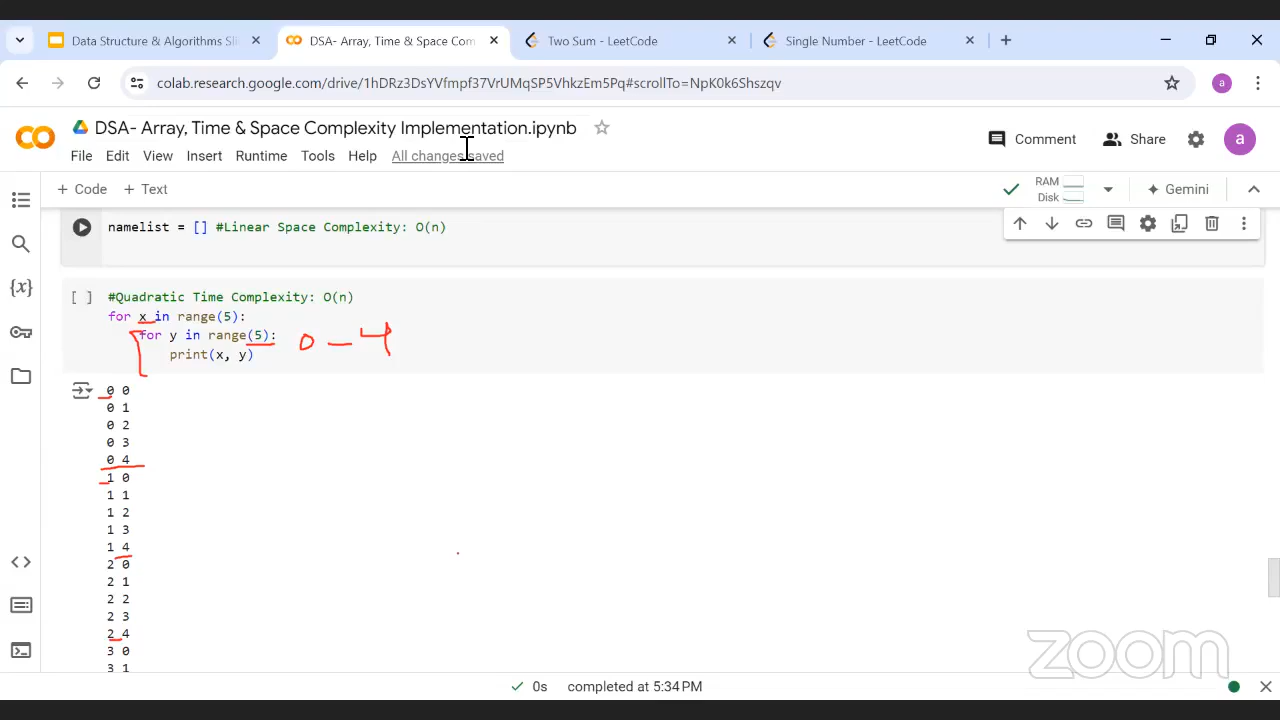 Data Structure & Algorithms Sli
DSA- Array, Time & Space Com
Two Sum - LeetCode
Single Number - LeetCode
colab.research.google.com/drive/1hDRz3DsYVfmpf37VrUMqSP5VhkzEm5Pq#scrollTo=NpK0k6Shszqv
a
DSA- Array, Time & Space Complexity Implementation.ipynb
Comment
Share
a
File Edit View Insert Runtime Tools Help All changes saved
+ Code + Text
RAM
Disk
Gemini
namelist = [] #Linear Space Complexity: O(n)
[ ] #Quadratic Time Complexity: O(n)
for x in range(5):
for y in range(5):
0 - 4
print(x, y)
0 0
0 1
0 2
0 3
0 4
1 0
1 1
1 2
1 3
1 4
2 0
2 1
2 2
2 3
2 4
3 0
3 1
zoom
0s completed at 5:34 PM